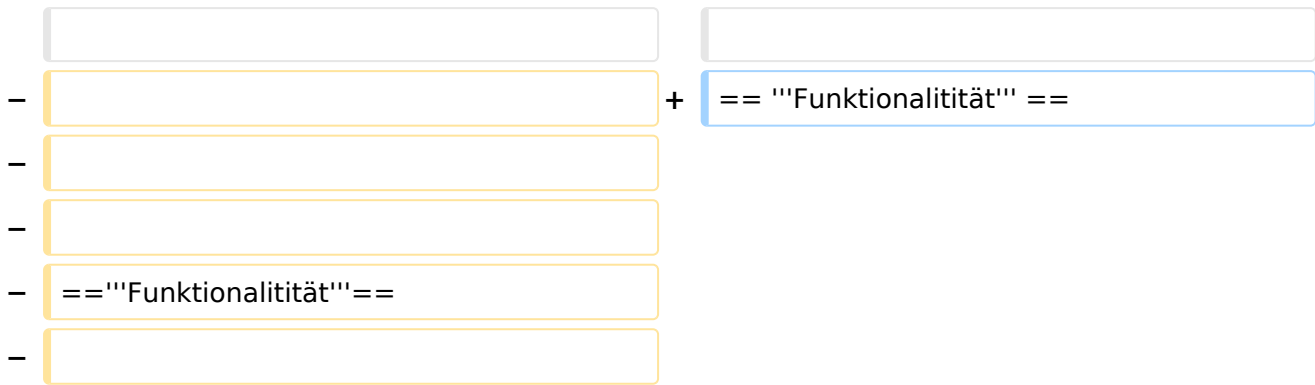 − + == '''Funktionalitität''' ==
−
−
− =='''Funktionalitität'''==
−